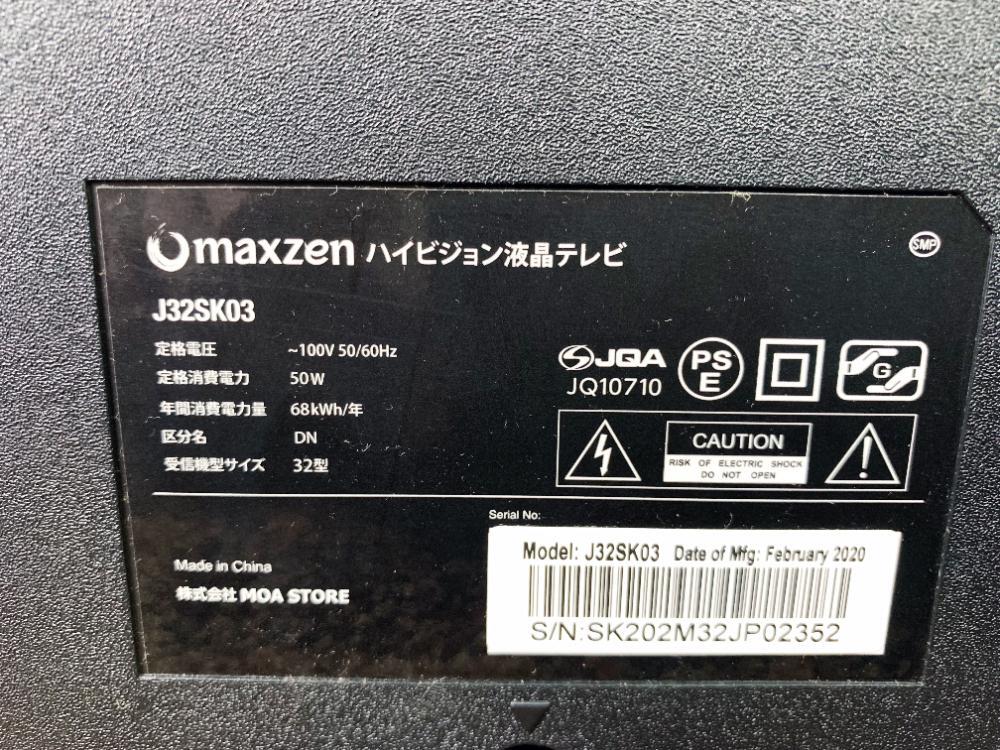 maxzen ハイビジョン液晶テレビ
SMP
J32SK03
定格電圧 ~100V 50/60Hz
定格消費電力 50W
年間消費電力量 68kWh/年
区分名 DN
受信機型サイズ 32型
JQA
JQ10710
PS
E
G
CAUTION
RISK OF ELECTRIC SHOCK
DO NOT OPEN
Serial No:
Model: J32SK03 Date of Mfg: February 2020
S/N:SK202M32JP02352
Made in China
株式会社 MOA STORE